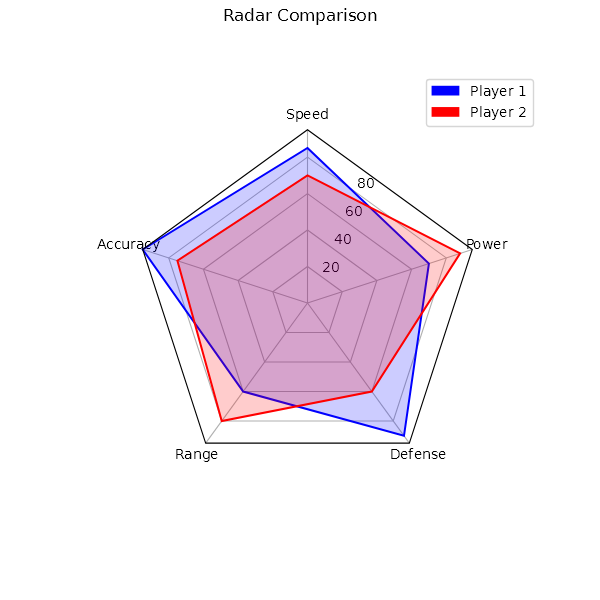 Radar Comparison
Player 1
Player 2
Speed
80
60
Accuracy
Power
40
20
Range
Defense